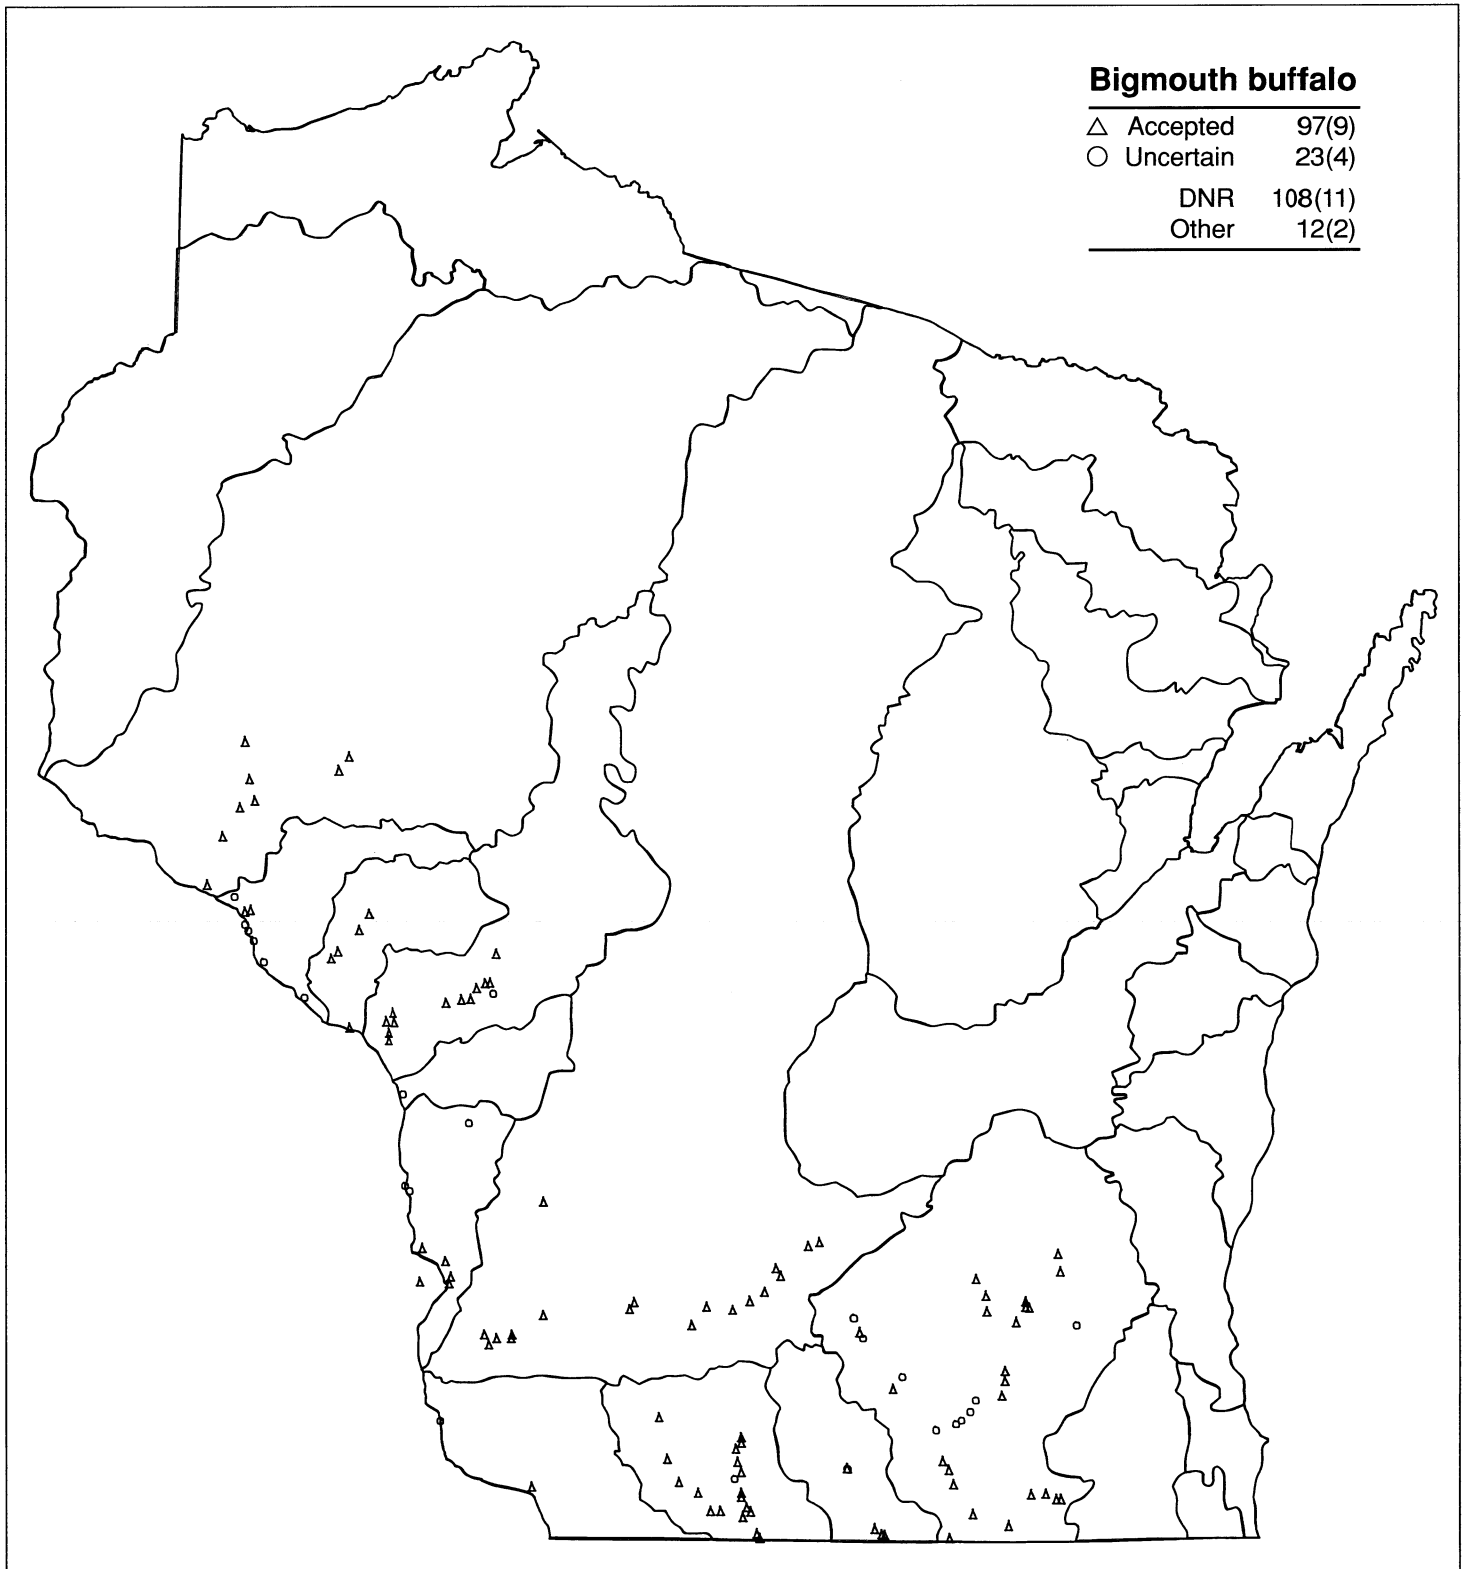 Bigmouth buffalo
Accepted 97(9)
Uncertain 23(4)
DNR 108(11)
Other 12(2)